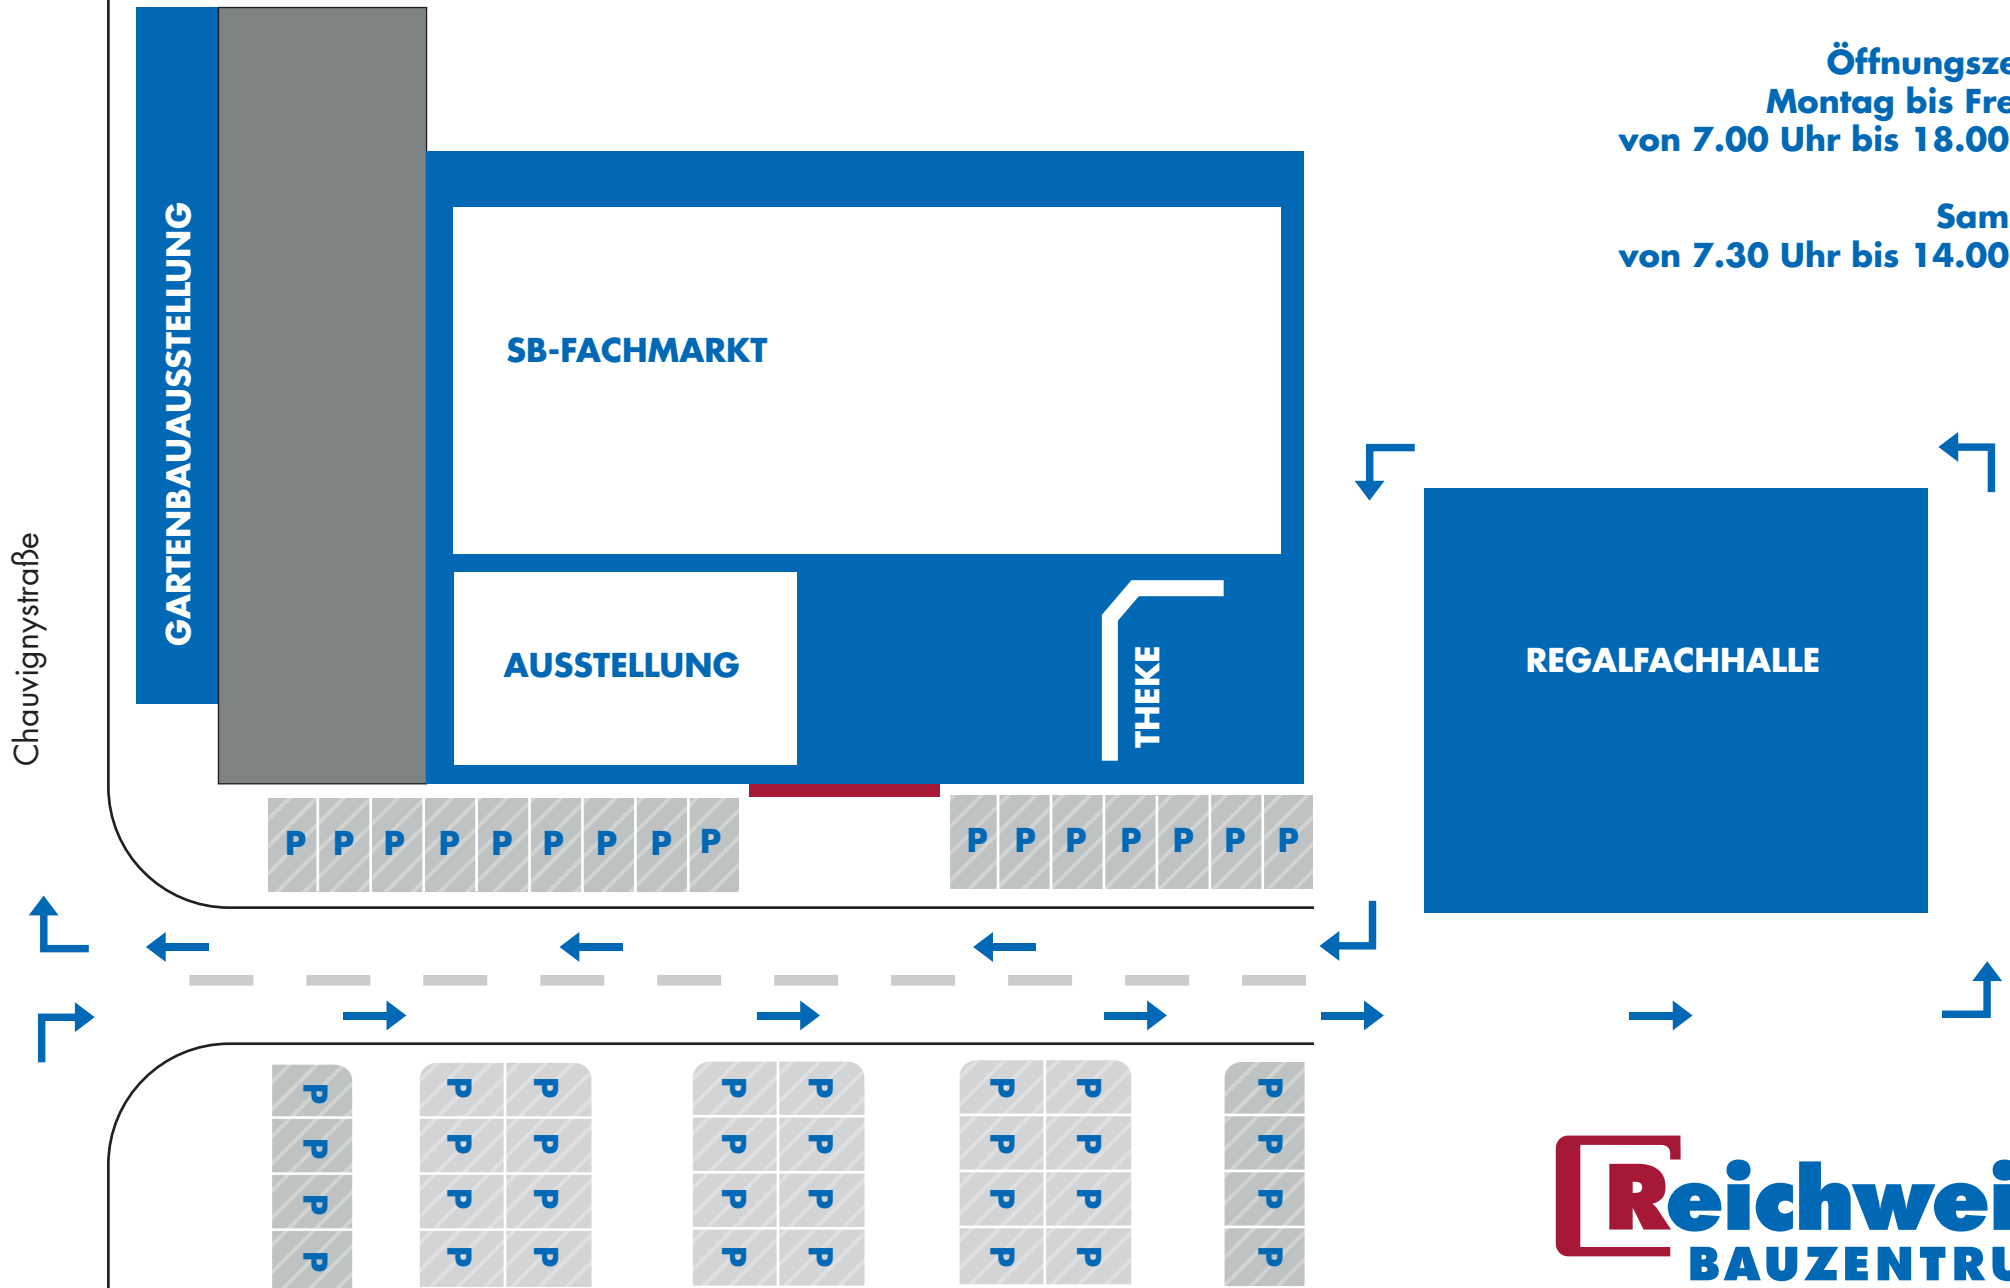 Öffnungsze
Montag bis Fre
von 7.00 Uhr bis 18.00
Sam
von 7.30 Uhr bis 14.00
GARTENBAUAUSSTELLUNG
SB-FACHMARKT
Chauvignystraße
AUSSTELLUNG
THEKE
REGALFACHHALLE
P P P P P P P P P P P P P P P P
P P P P P P P P
P P P P P P P P
P P P P P P P P
P P P P P P P P
Reichwei
BAUZENTRU